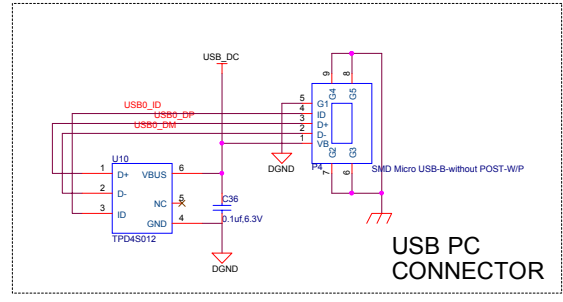 USB_DC
9
8
G4
G5
USB0_ID
USB0_DP
USB0_DM
5
4
3
2
1
G1
ID
D+
D-
VB
G2
G3
7
6
P4
SMD Micro USB-B-without POST-W/P
DGND
U10
1
D+
VBUS
6
2
D-
NC
5
3
ID
GND
4
TPD4S012
C36
0.1uf,6.3V
DGND
USB PC
CONNECTOR